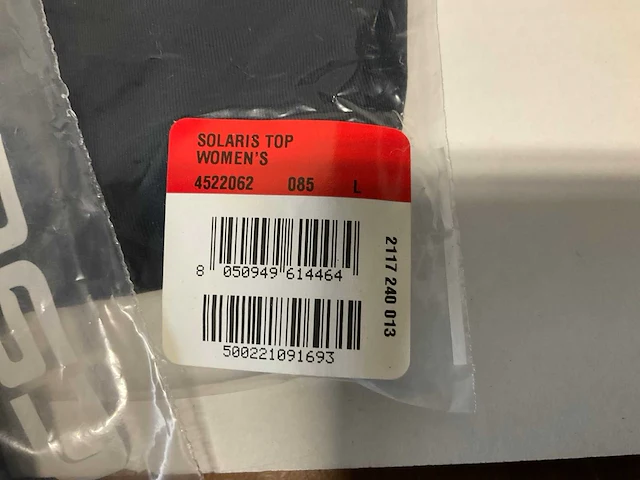 SOLARIS TOP
WOMEN'S
4522062 085 L
8 050949 614464
2117 240 013
500221091693